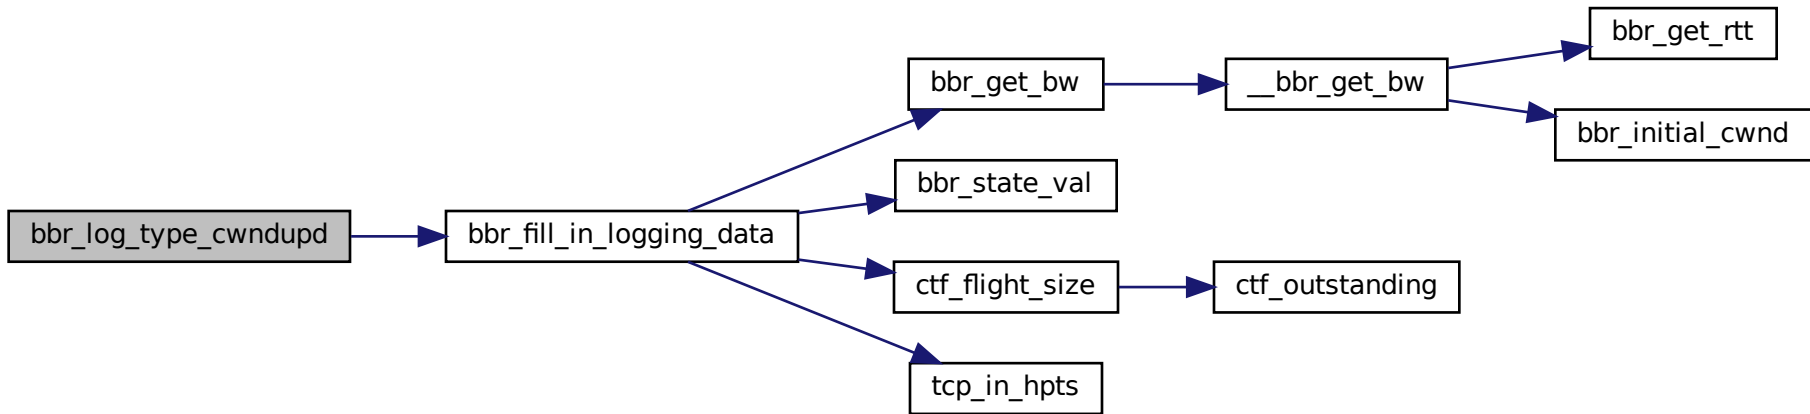 bbr_log_type_cwndupd
bbr_fill_in_logging_data
bbr_get_bw
__bbr_get_bw
bbr_get_rtt
bbr_initial_cwnd
bbr_state_val
ctf_flight_size
ctf_outstanding
tcp_in_hpts